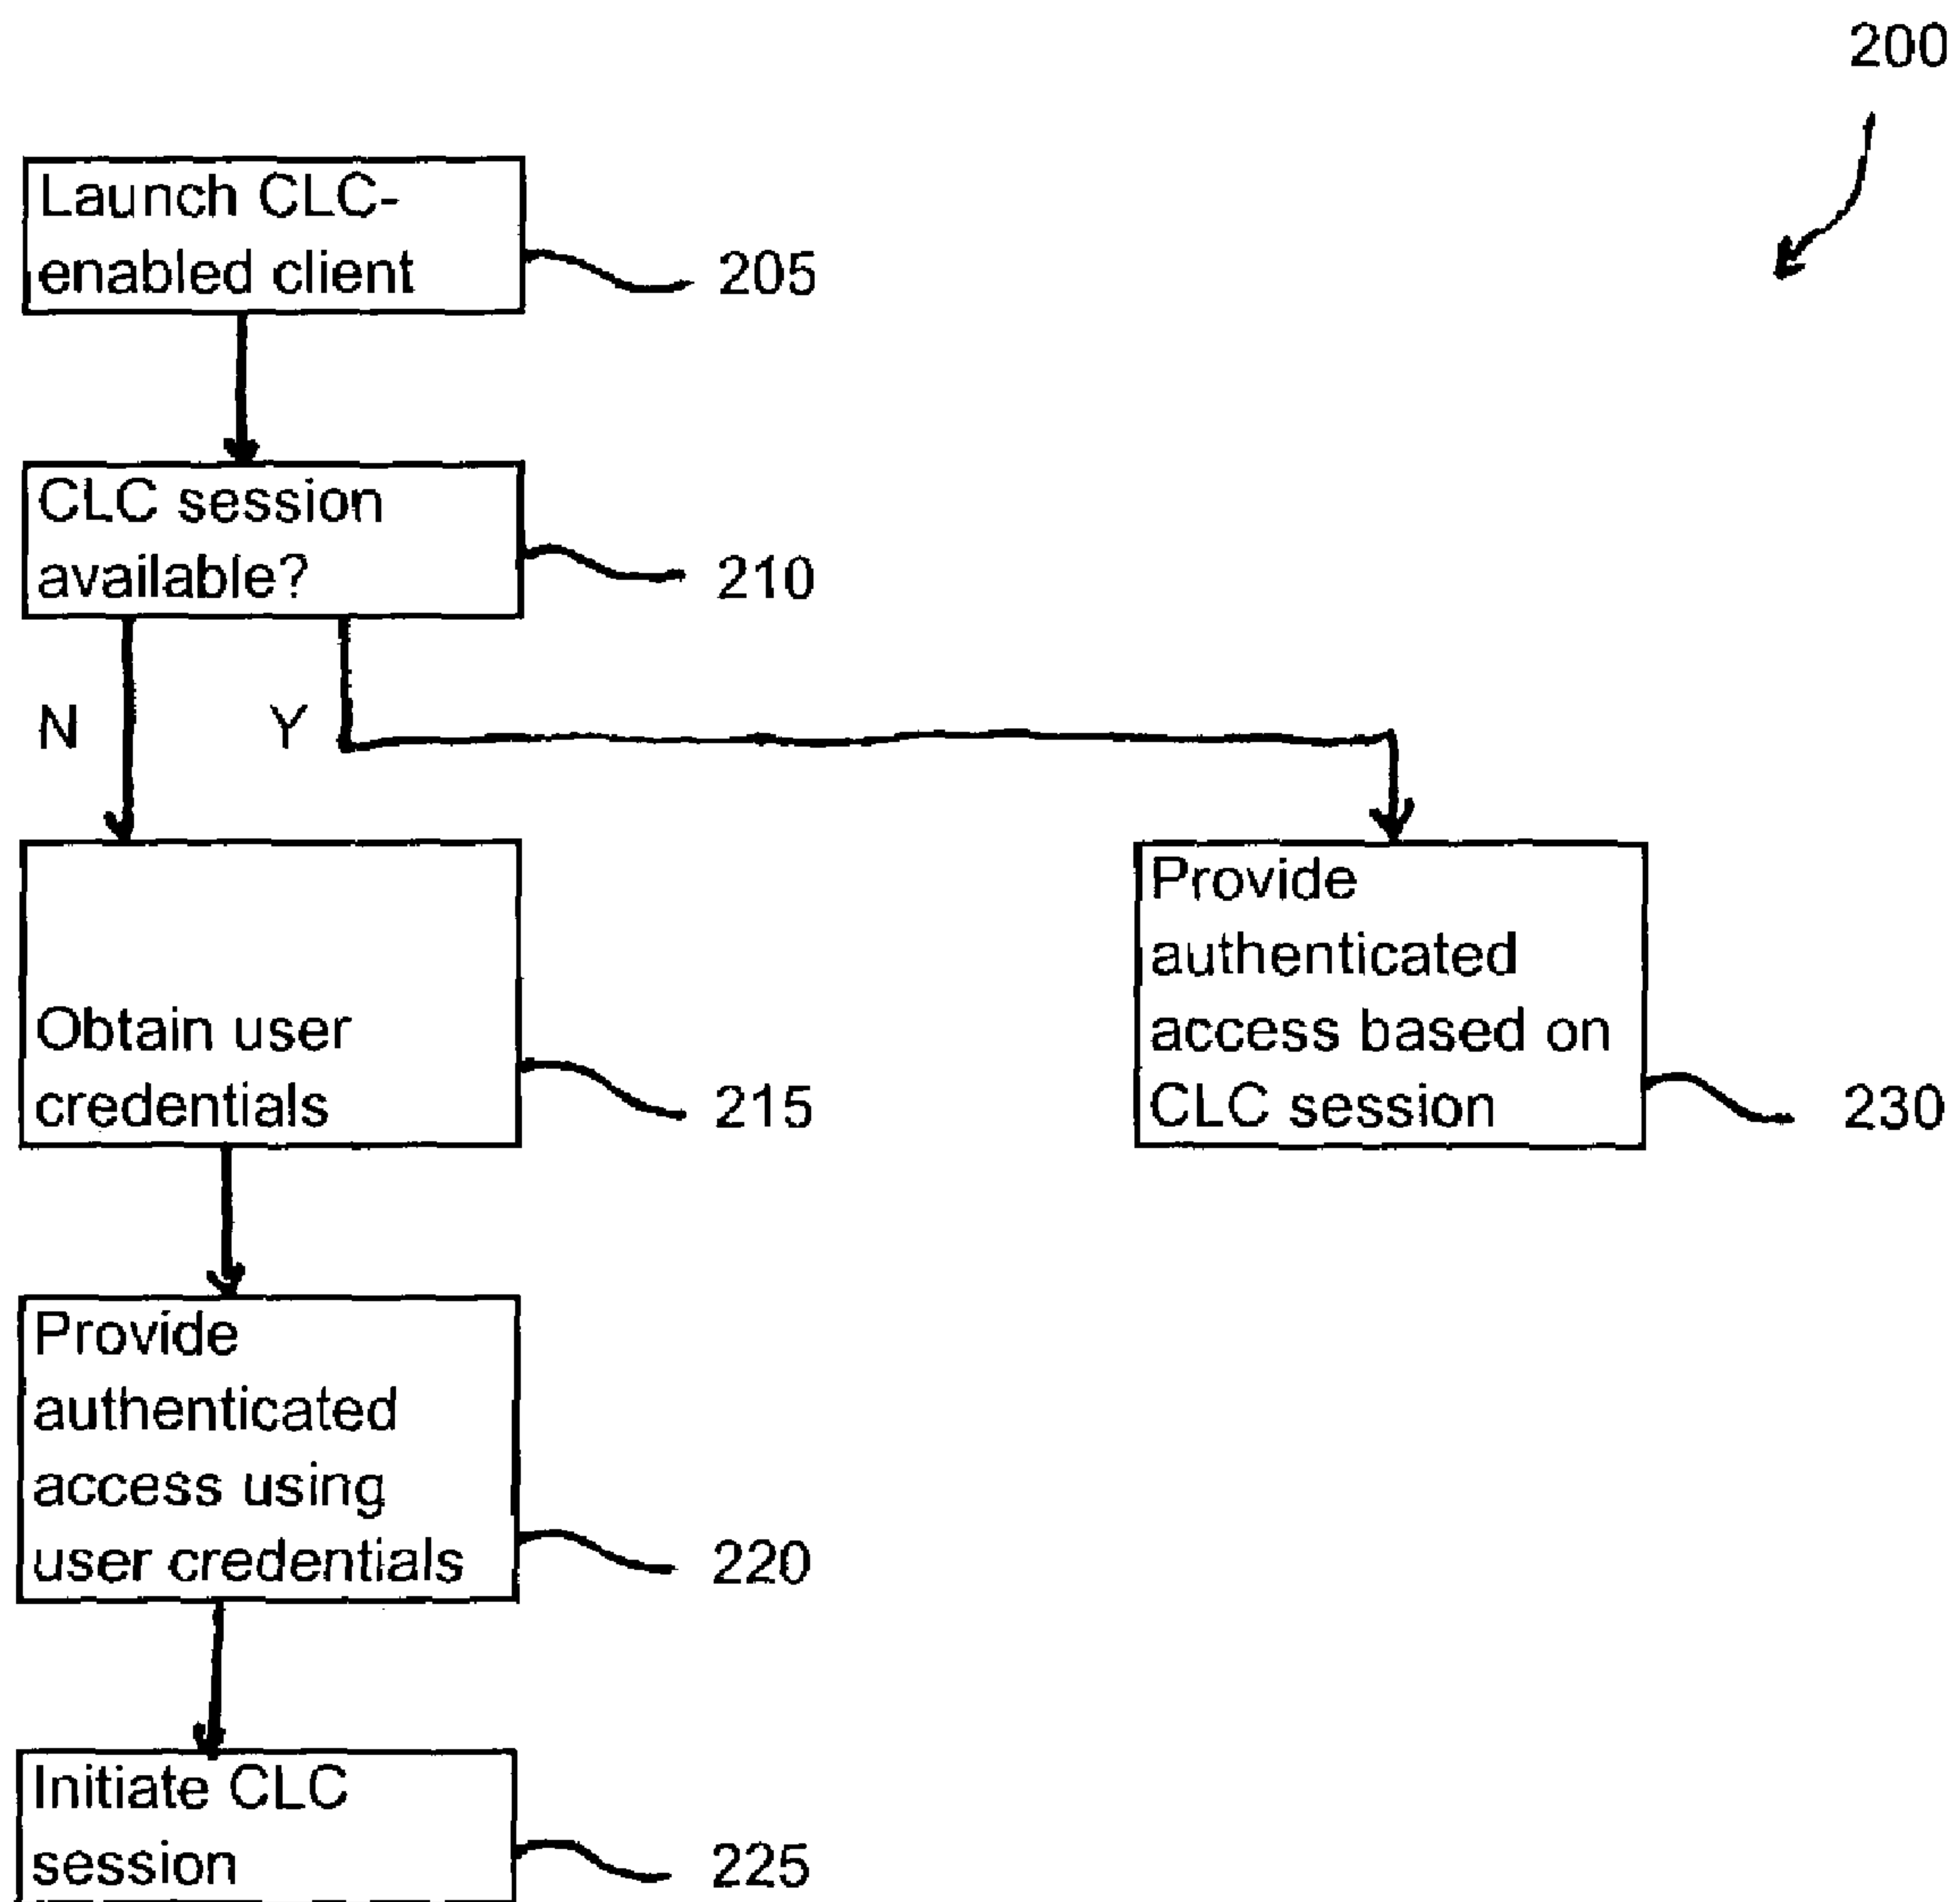 200
Launch CLC-
enabled client
205
CLC session
available?
210
N
Y
Obtain user
credentials
215
Provide
authenticated
access based on
CLC session
230
Provide
authenticated
access using
user credentials
220
Initiate CLC
session
225